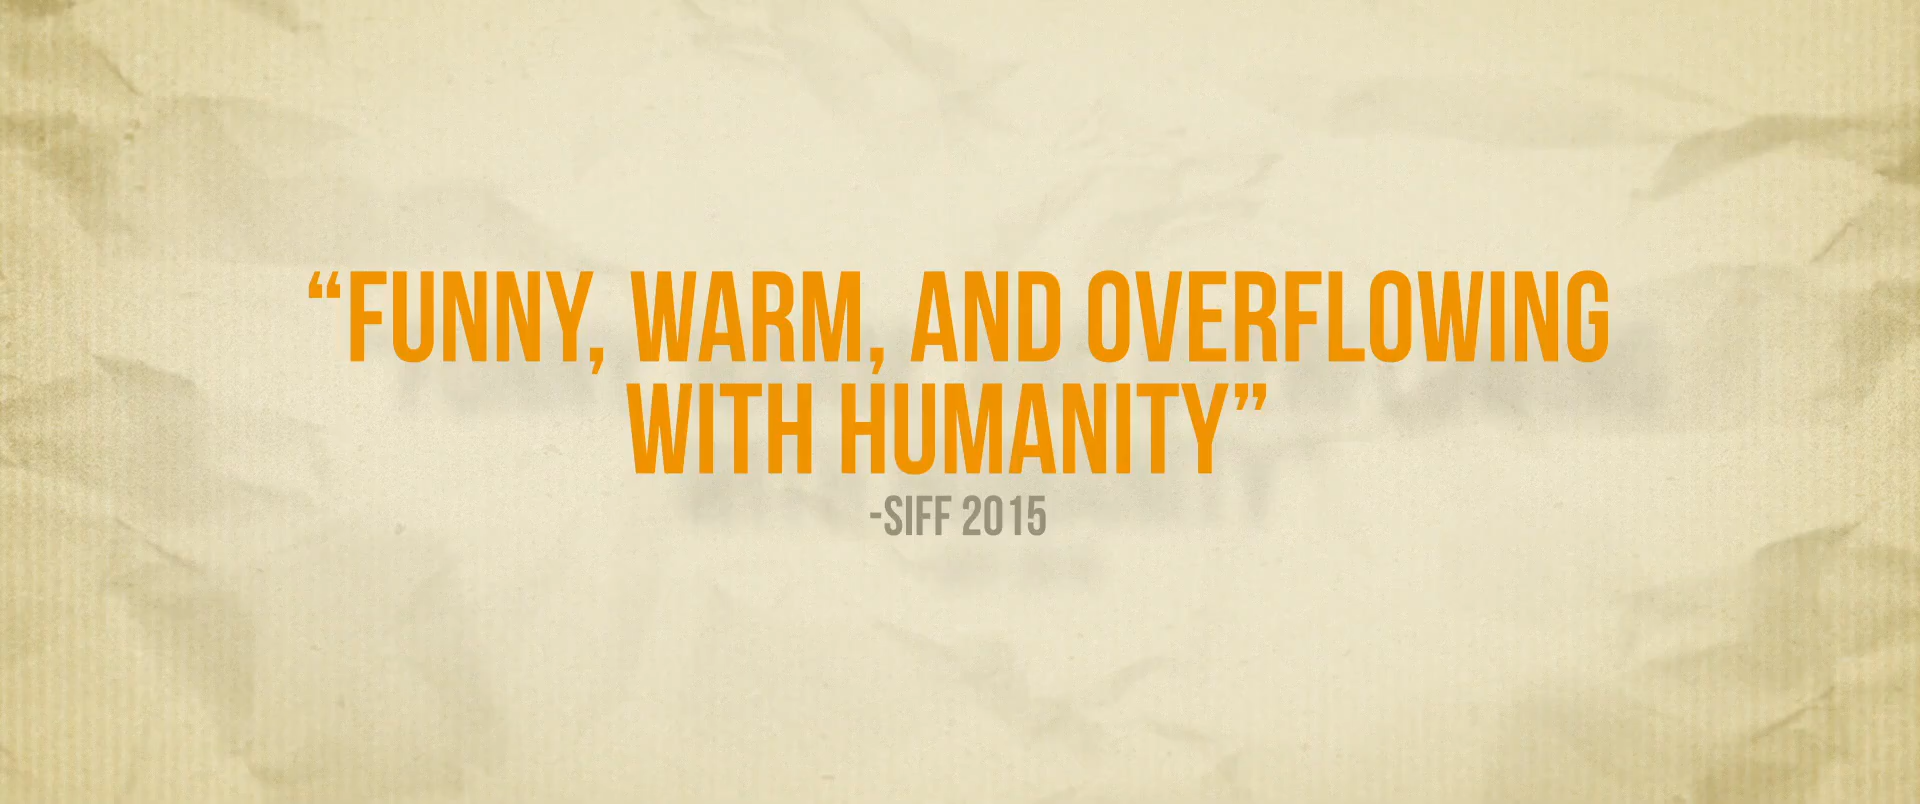 “FUNNY, WARM, AND OVERFLOWING
WITH HUMANITY”
-SIFF 2015